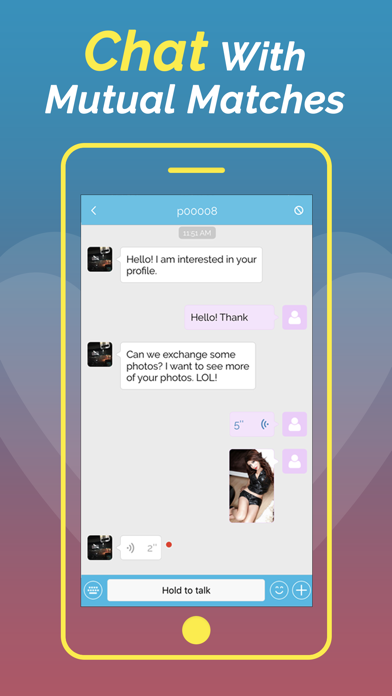 Chat With
Mutual Matches
p00008
11:51 AM
Hello! I am interested in your
profile.
Hello! Thank
Can we exchange some
photos? I want to see more
of your photos. LOL!
5"
2"
Hold to talk